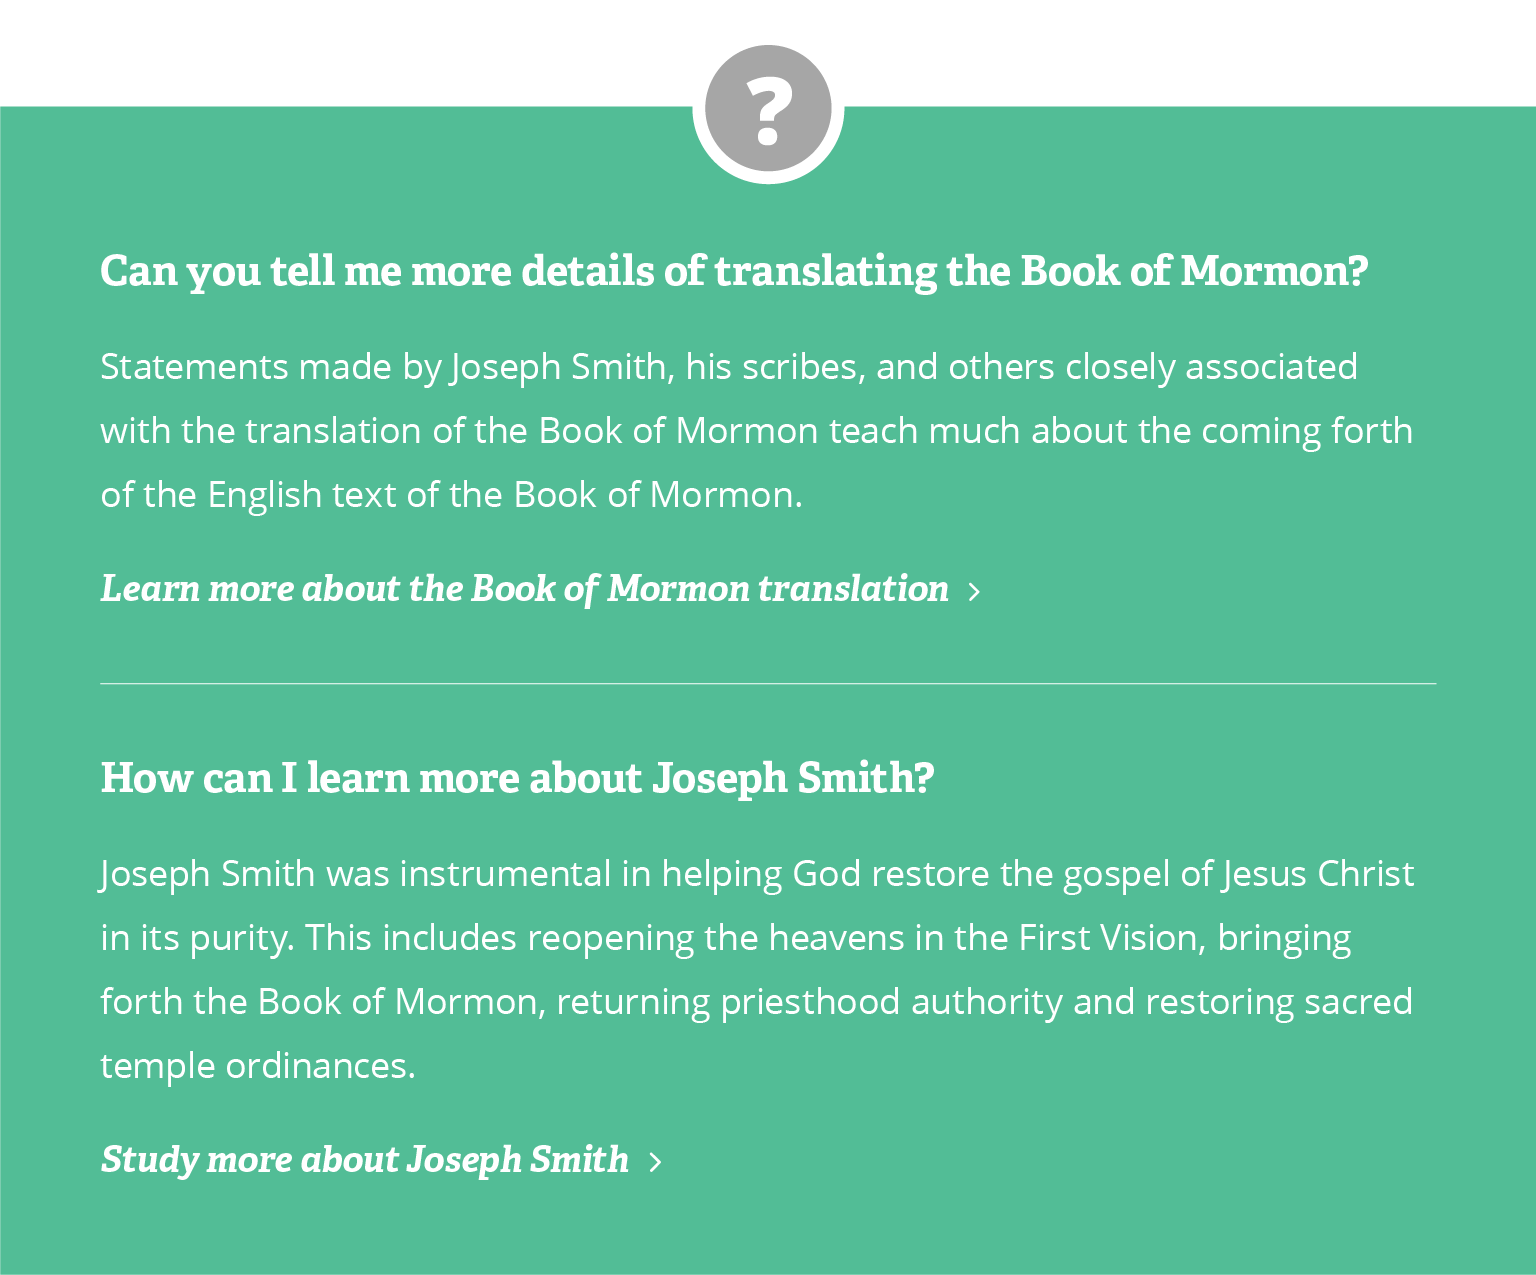 ?
Can you tell me more details of translating the Book of Mormon?
Statements made by Joseph Smith, his scribes, and others closely associated
with the translation of the Book of Mormon teach much about the coming forth
of the English text of the Book of Mormon.
Learn more about the Book of Mormon translation >
How can I learn more about Joseph Smith?
Joseph Smith was instrumental in helping God restore the gospel of Jesus Christ
in its purity. This includes reopening the heavens in the First Vision, bringing
forth the Book of Mormon, returning priesthood authority and restoring sacred
temple ordinances.
Study more about Joseph Smith >